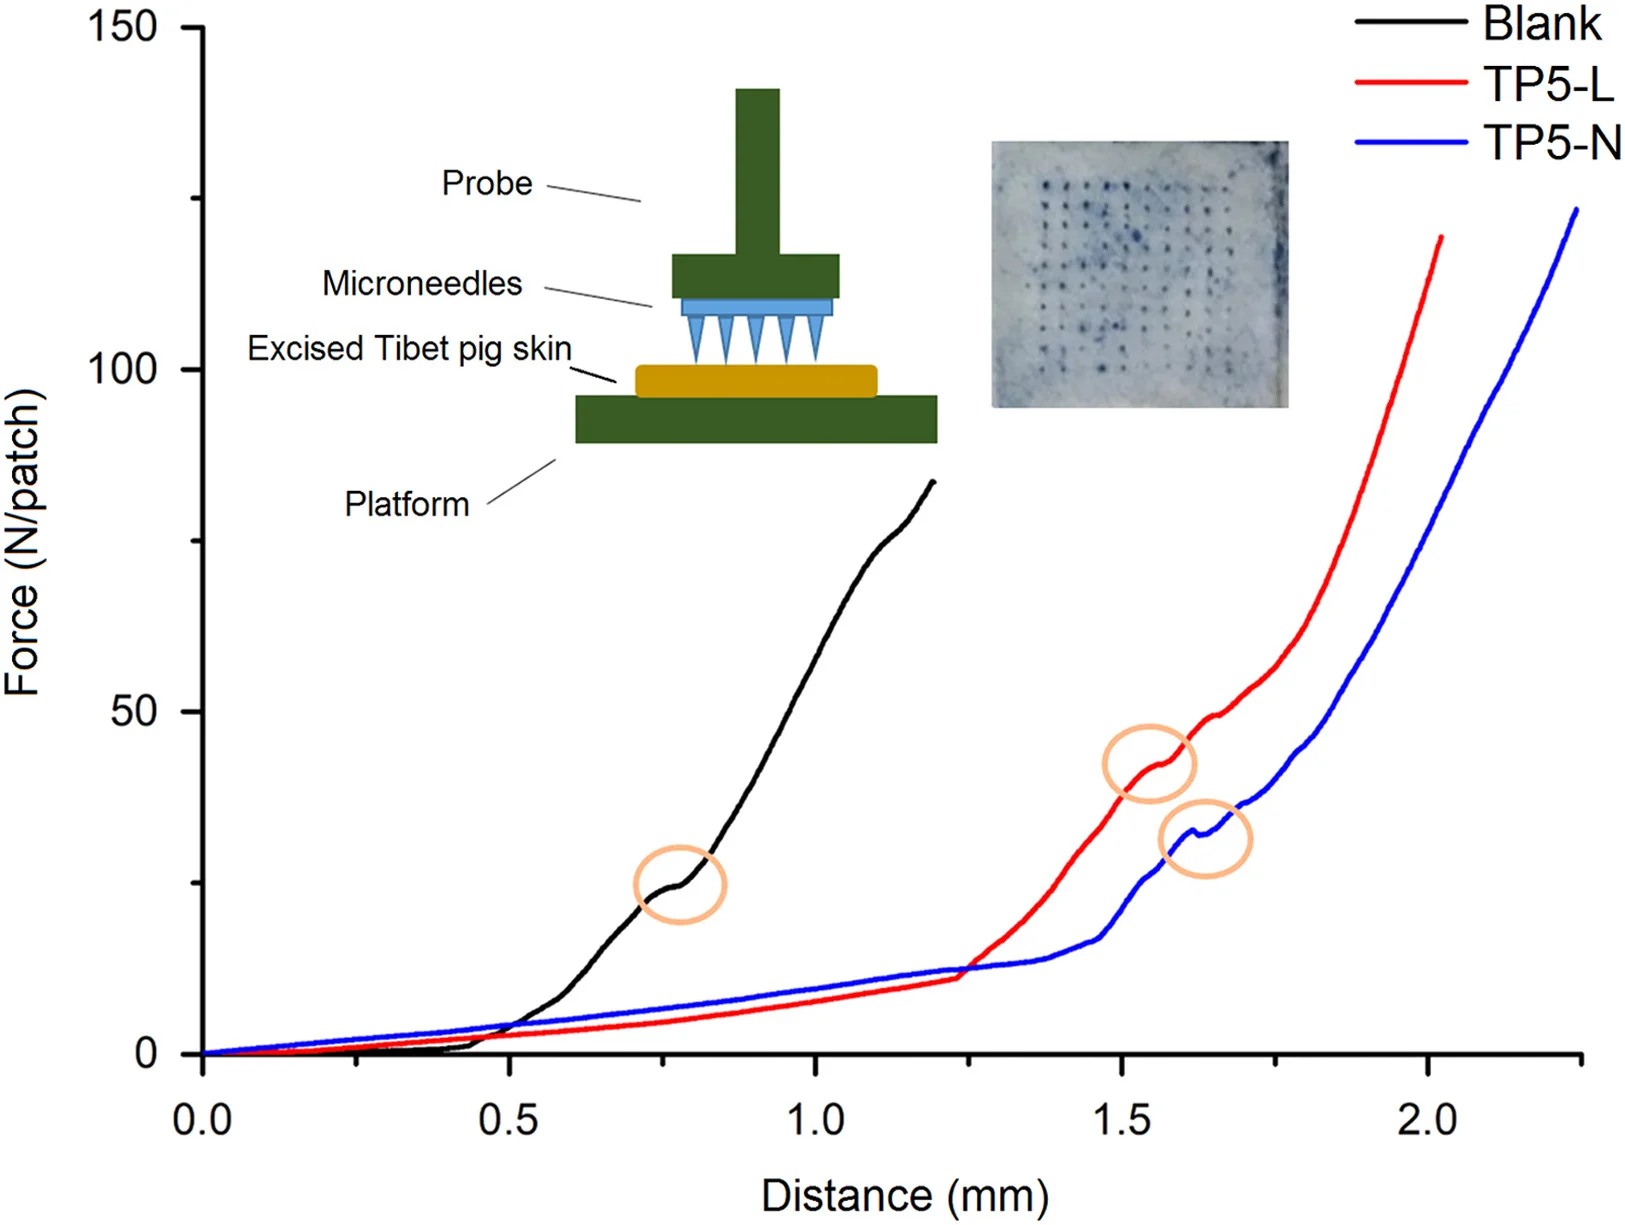 150
100
50
0
Force (N/patch)
Blank
TP5-L
TP5-N
Probe
Microneedles
Excised Tibet pig skin
Platform
0.0
0.5
1.0
1.5
2.0
Distance (mm)